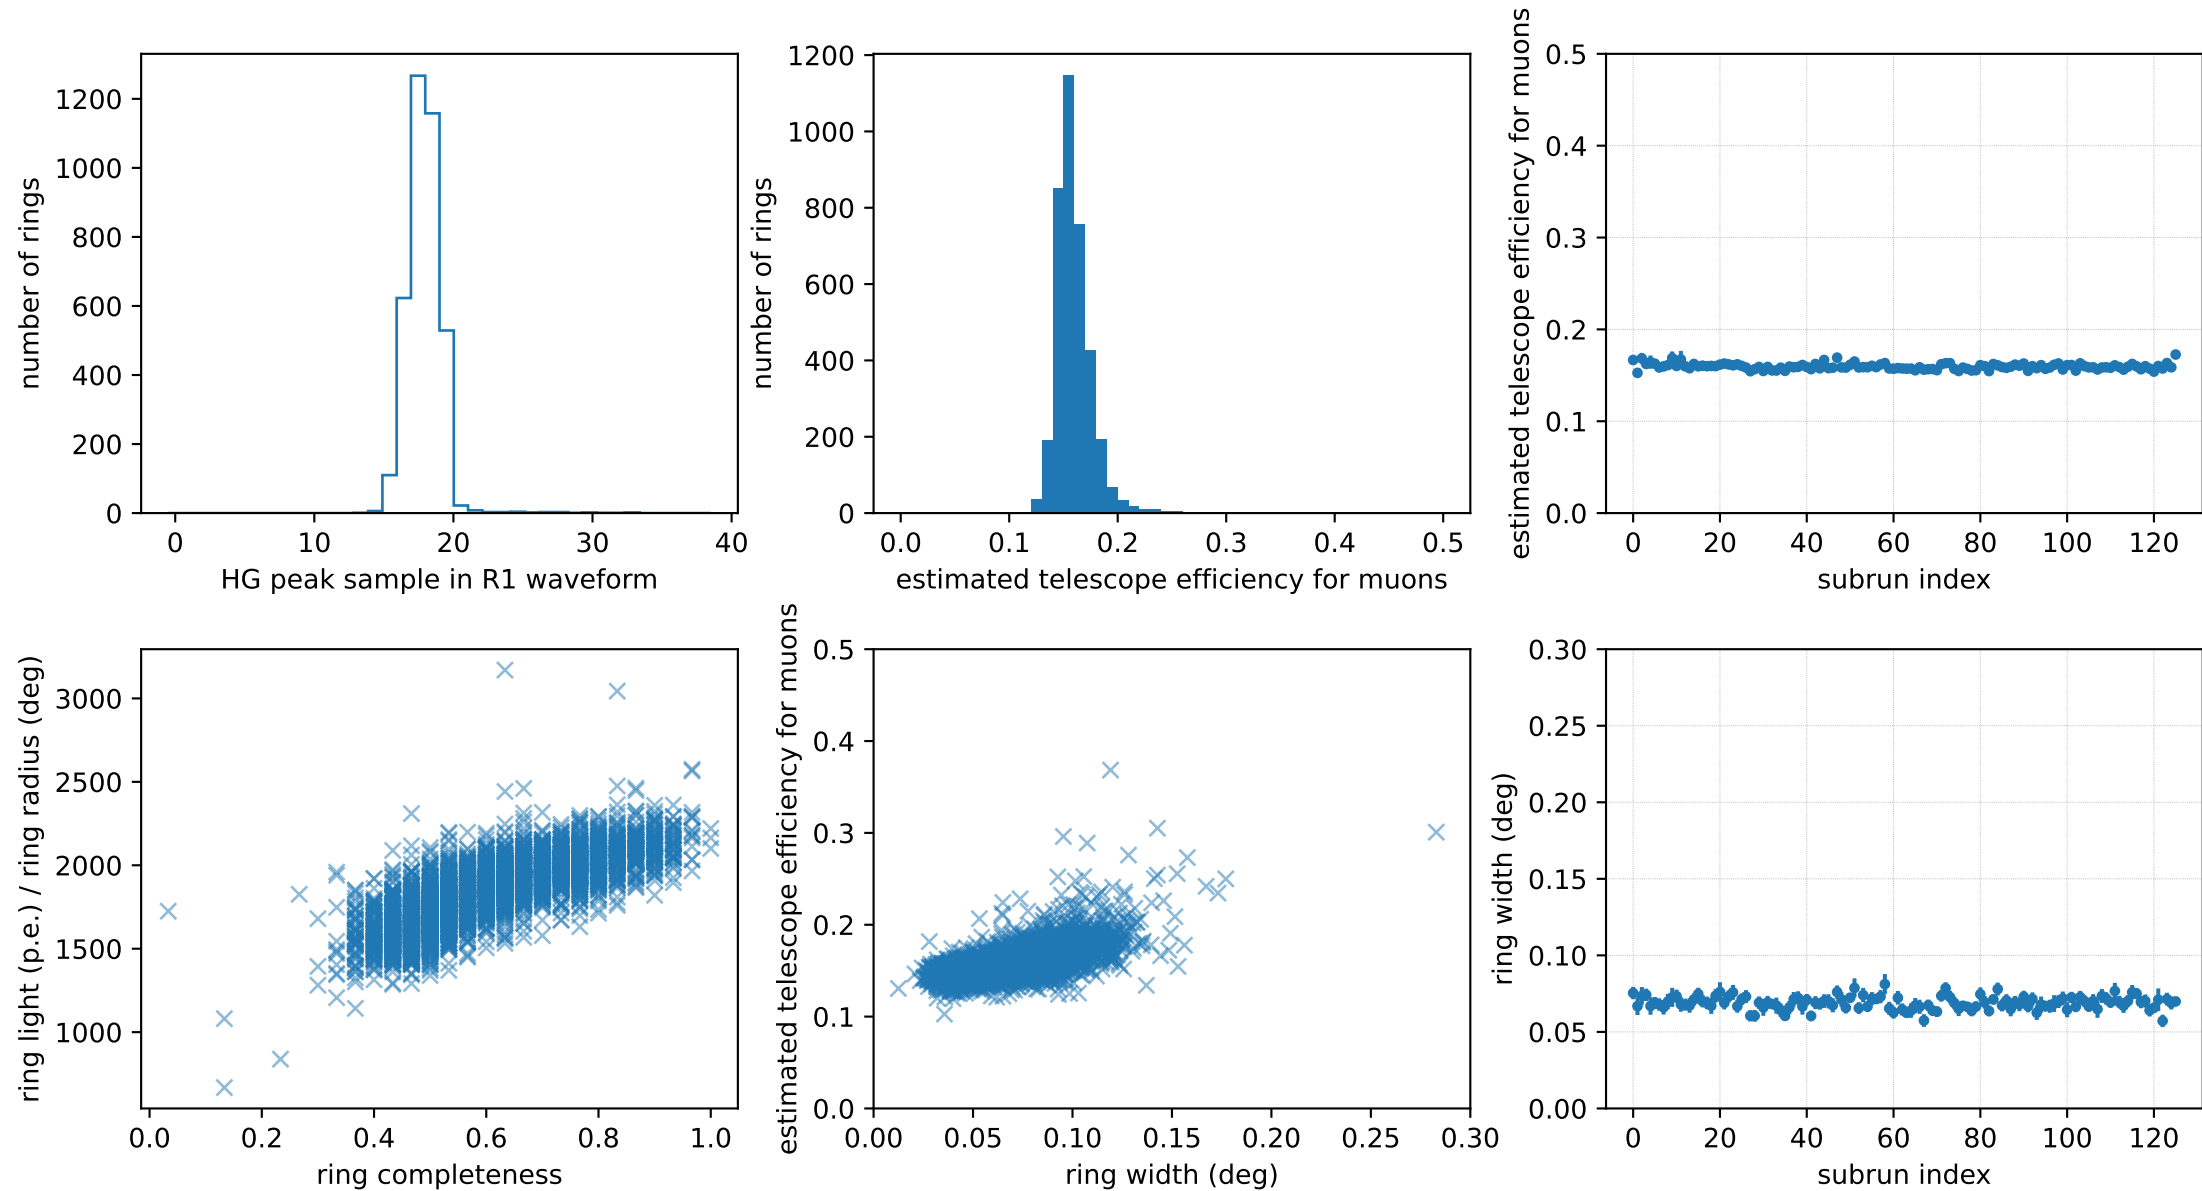 1200
1000
800
600
400
200
0
number of rings
0 10 20 30 40
HG peak sample in R1 waveform
1200
1000
800
600
400
200
0
number of rings
0.0 0.1 0.2 0.3 0.4 0.5
estimated telescope efficiency for muons
0.5
0.4
0.3
0.2
0.1
0.0
estimated telescope efficiency for muons
0 20 40 60 80 100 120
subrun index
3000
2500
2000
1500
1000
ring light (p.e.) / ring radius (deg)
0.0 0.2 0.4 0.6 0.8 1.0
ring completeness
0.5
0.4
0.3
0.2
0.1
0.0
estimated telescope efficiency for muons
0.00 0.05 0.10 0.15 0.20 0.25 0.30
ring width (deg)
0.30
0.25
0.20
0.15
0.10
0.05
0.00
ring width (deg)
0 20 40 60 80 100 120
subrun index